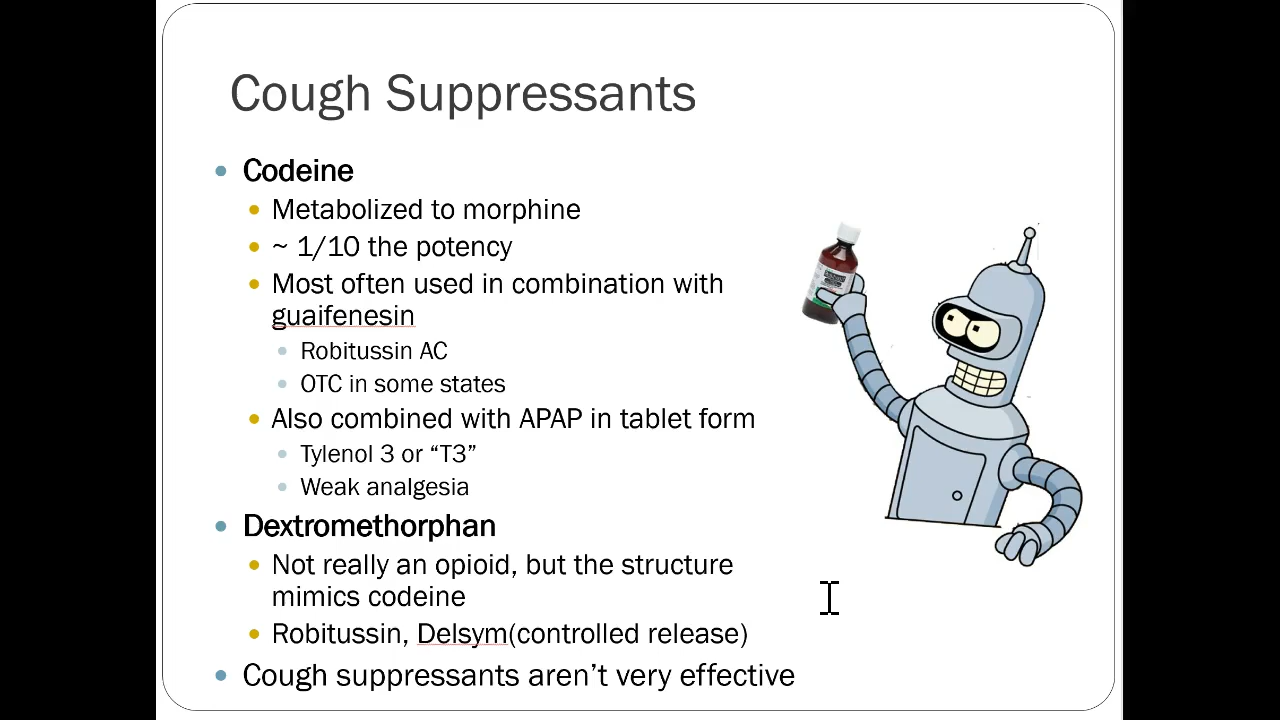 Cough Suppressants
Codeine
Metabolized to morphine
~ 1/10 the potency
Most often used in combination with
guaifenesin
Robitussin AC
OTC in some states
Also combined with APAP in tablet form
Tylenol 3 or “T3”
Weak analgesia
Dextromethorphan
Not really an opioid, but the structure
mimics codeine
Robitussin, Delsym(controlled release)
Cough suppressants aren’t very effective